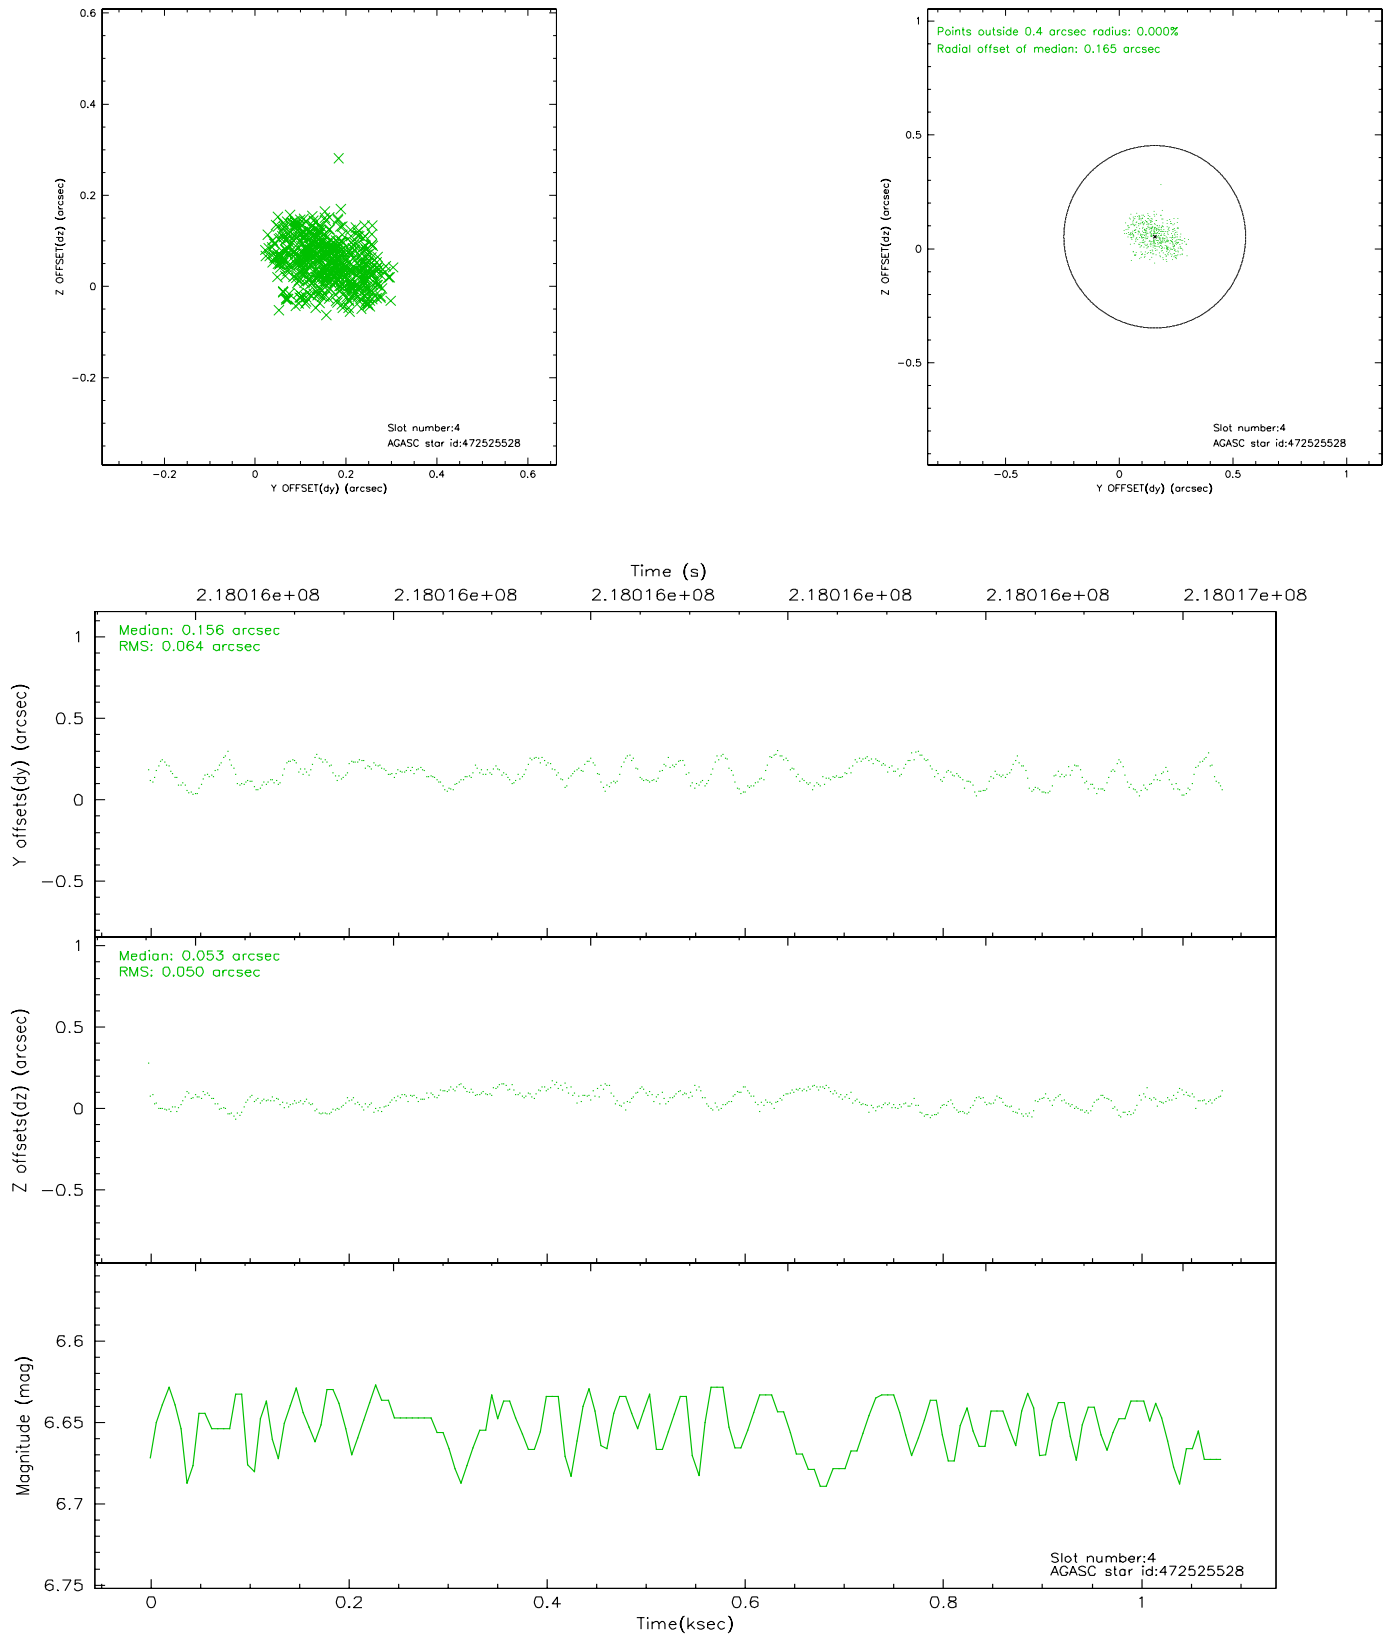 0.6
0.4
0.2
0
−0.2
Z OFFSET(dz) (arcsec)
Slot number:4
AGASC star id:472525528
−0.2 0 0.2 0.4 0.6
Y OFFSET(dy) (arcsec)
Points outside 0.4 arcsec radius: 0.000%
Radial offset of median: 0.165 arcsec
1
0.5
0
−0.5
Z OFFSET(dz) (arcsec)
Slot number:4
AGASC star id:472525528
−0.5 0 0.5 1
Y OFFSET(dy) (arcsec)
Time (s)
2.18016e+08 2.18016e+08 2.18016e+08 2.18016e+08 2.18016e+08 2.18017e+08
Median: 0.156 arcsec
RMS: 0.064 arcsec
1
0.5
0
−0.5
Y offsets(dy) (arcsec)
Median: 0.053 arcsec
RMS: 0.050 arcsec
1
0.5
0
−0.5
Z offsets(dz) (arcsec)
6.6
6.65
6.7
6.75
Magnitude (mag)
Slot number:4
AGASC star id:472525528
0 0.2 0.4 0.6 0.8 1
Time(ksec)